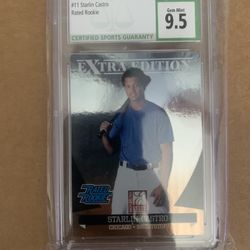 #11 Starlin Castro
Rated Rookie
Gem Mint
9.5
CERTIFIED SPORTS GUARANTY
EXTRA EDITION
RATED
ROOKIE
STARLIN CASTRO
CHICAGO • SHORTSTOP